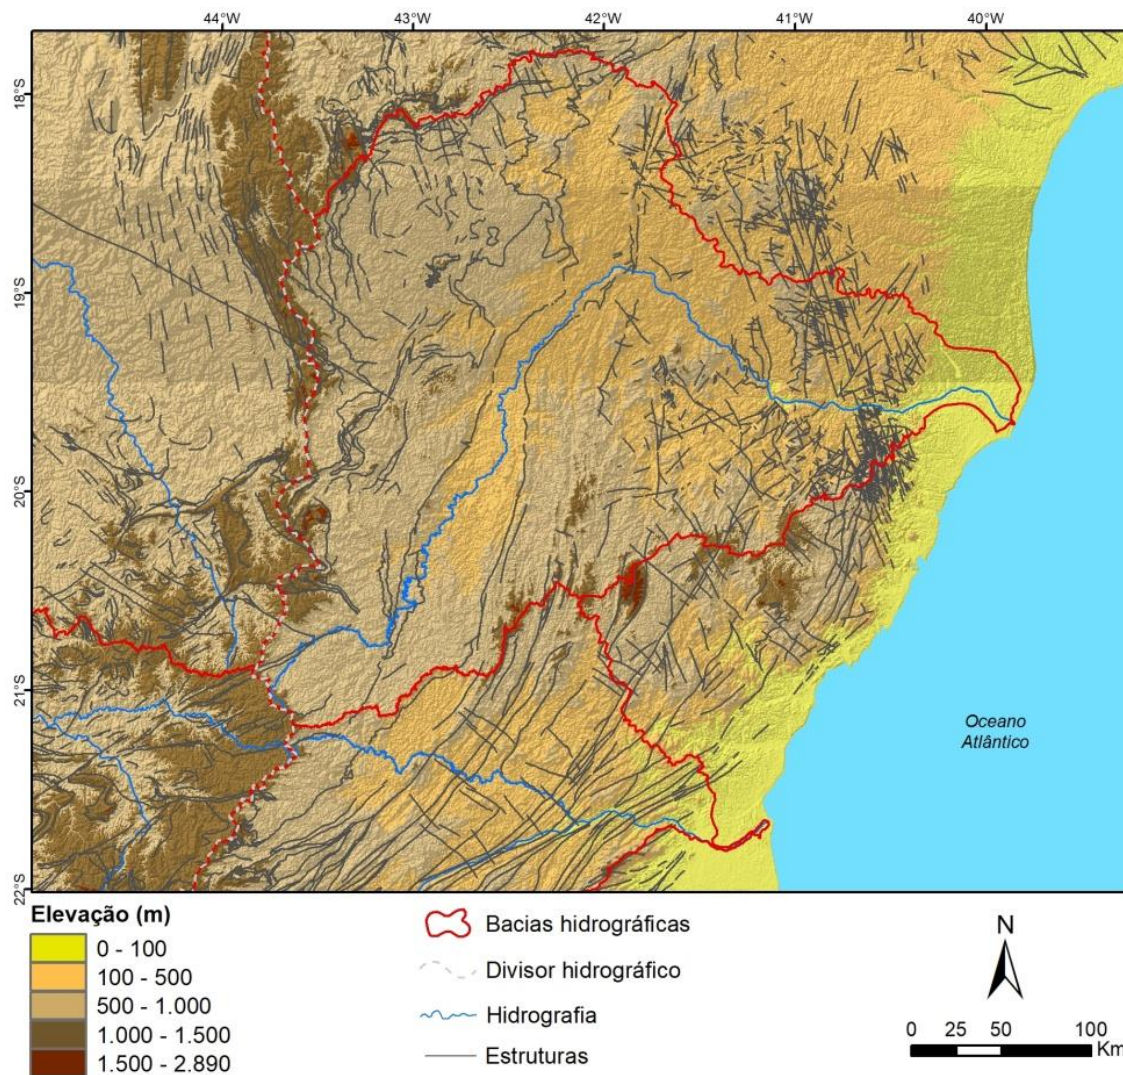 44°W 43°W 42°W 41°W 40°W
18°S
19°S
20°S
21°S
22°S
Oceano
Atlântico
Elevação (m)
0 - 100
100 - 500
500 - 1.000
1.000 - 1.500
1.500 - 2.890
Bacias hidrográficas
Divisor hidrográfico
Hidrografia
Estruturas
N
0 25 50 100
Km